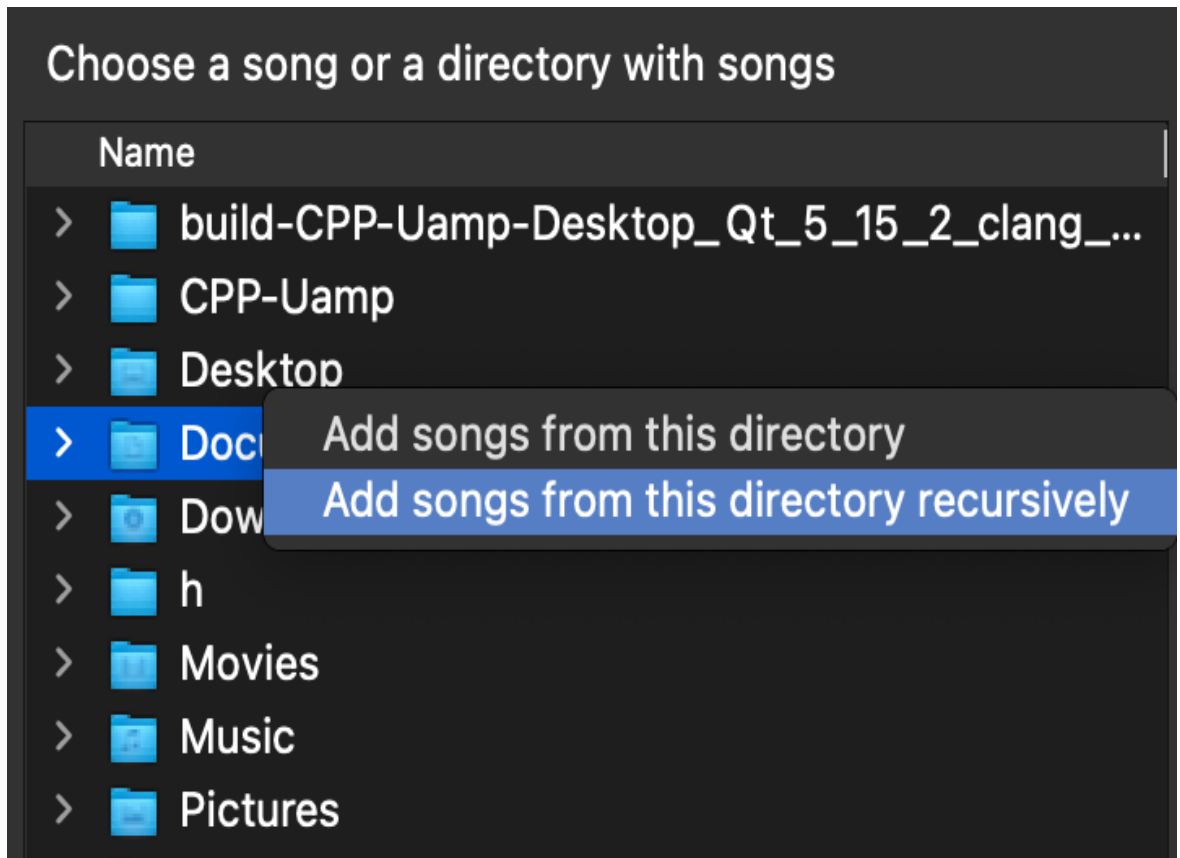 Choose a song or a directory with songs
Name
build-CPP-Uamp-Desktop_Qt_5_15_2_clang_...
CPP-Uamp
Desktop
Docu
Add songs from this directory
Add songs from this directory recursively
Dow
h
Movies
Music
Pictures